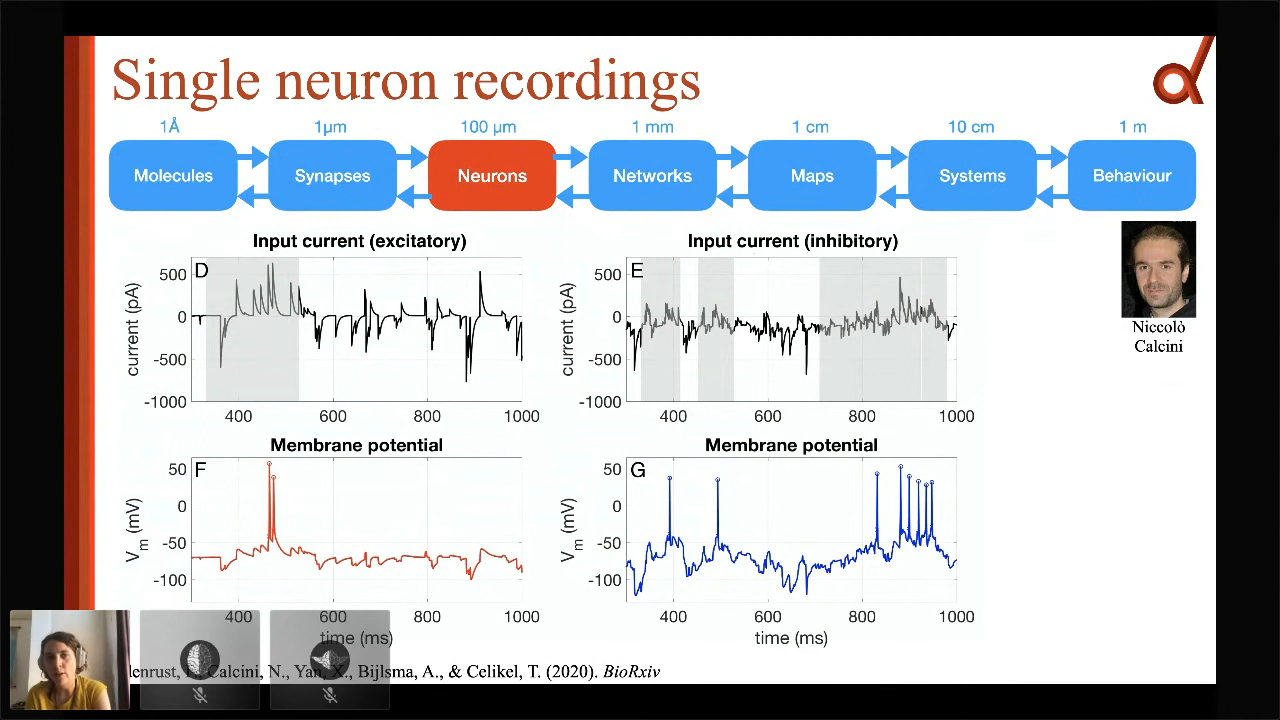 Single neuron recordings
1Å 1µm 100 µm 1 mm 1 cm 10 cm 1 m
Molecules Synapses Neurons Networks Maps Systems Behaviour
Input current (excitatory) Input current (inhibitory)
D E
500 500
0 0
-500 -500
-1000 -1000
current (pA) current (pA)
400 600 800 1000 400 600 800 1000
Niccolò
Calcini
Membrane potential Membrane potential
F G
50 50
0 0
-50 -50
-100 -100
Vm (mV) Vm (mV)
400 600 800 1000 400 600 800 1000
time (ms) time (ms)
Calcini, N., Yan, X., Bijlsma, A., & Celikel, T. (2020). BioRxiv